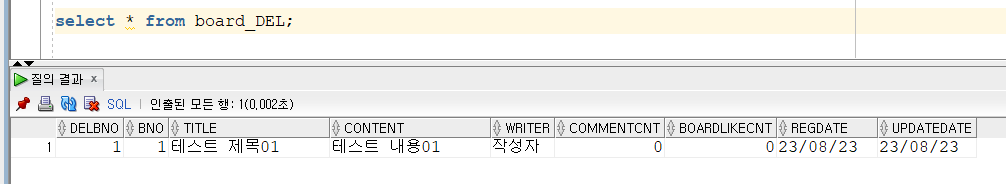 select * from board_DEL;
질의 결과 x
SQL | 인출된 모든 행: 1(0,002초)
DELBNO BNO TITLE CONTENT WRITER COMMENTCNT BOARDLIKECNT REGDATE UPDATEDATE
1 1 1 테스트 제목01 테스트 내용01 작성자 0 0 23/08/23 23/08/23